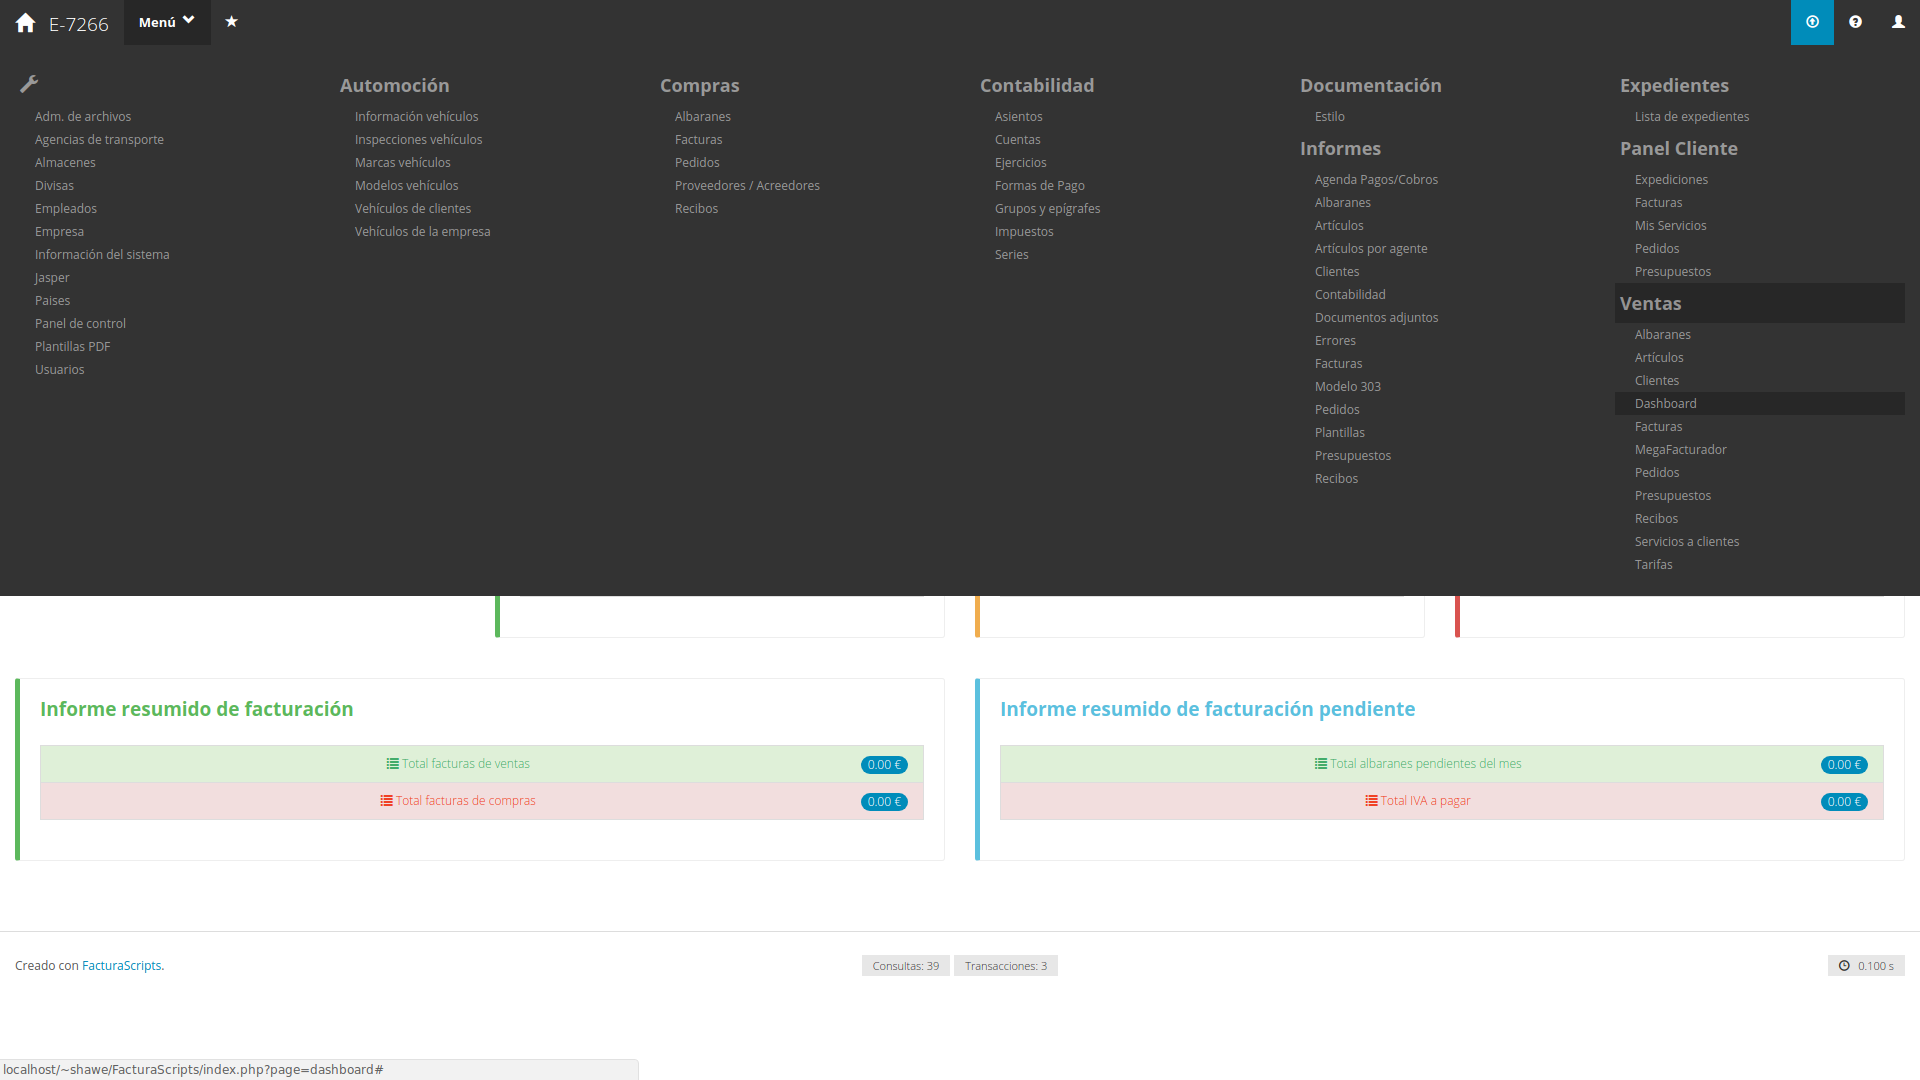 E-7266 Menú
Adm. de archivos
Agencias de transporte
Almacenes
Divisas
Empleados
Empresa
Información del sistema
Jasper
Paises
Panel de control
Plantillas PDF
Usuarios
Automoción
Información vehículos
Inspecciones vehículos
Marcas vehículos
Modelos vehículos
Vehículos de clientes
Vehículos de la empresa
Compras
Albaranes
Facturas
Pedidos
Proveedores / Acreedores
Recibos
Contabilidad
Asientos
Cuentas
Ejercicios
Formas de Pago
Grupos y epígrafes
Impuestos
Series
Documentación
Estilo
Informes
Agenda Pagos/Cobros
Albaranes
Artículos
Artículos por agente
Clientes
Contabilidad
Documentos adjuntos
Errores
Facturas
Modelo 303
Pedidos
Plantillas
Presupuestos
Recibos
Expedientes
Lista de expedientes
Panel Cliente
Expediciones
Facturas
Mis Servicios
Pedidos
Presupuestos
Ventas
Albaranes
Artículos
Clientes
Dashboard
Facturas
MegaFacturador
Pedidos
Presupuestos
Recibos
Servicios a clientes
Tarifas
Informe resumido de facturación
Total facturas de ventas 0.00 €
Total facturas de compras 0.00 €
Informe resumido de facturación pendiente
Total albaranes pendientes del mes 0.00 €
Total IVA a pagar 0.00 €
Creado con FacturaScripts. Consultas: 39 Transacciones: 3 0.100 s
localhost/~shawe/FacturaScripts/index.php?page=dashboard#